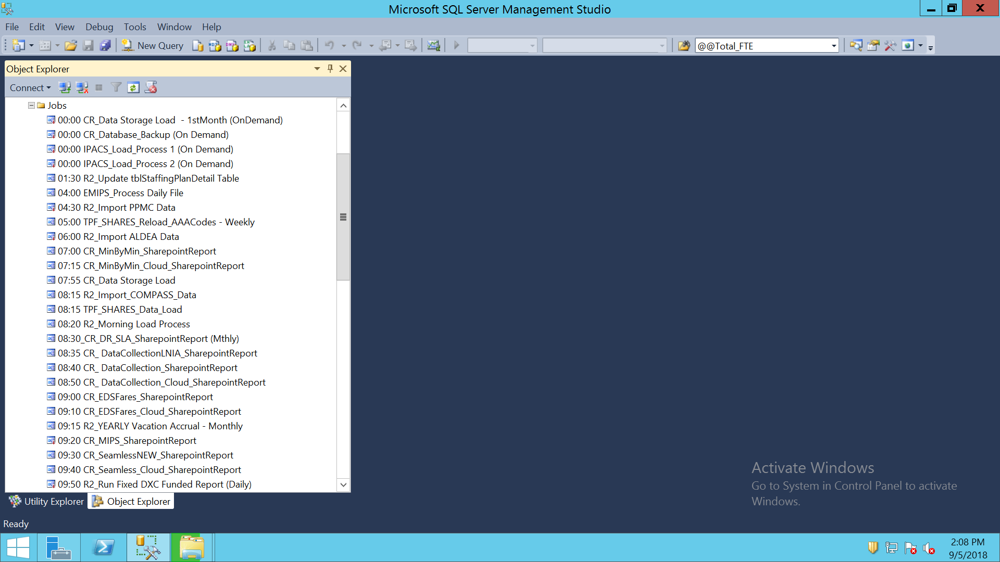 Microsoft SQL Server Management Studio
File Edit View Debug Tools Window Help
New Query MDX DMX XMLA @@Total_FTE
Object Explorer
Connect
Jobs
00:00 CR_Data Storage Load  - 1stMonth (OnDemand)
00:00 CR_Database_Backup (On Demand)
00:00 IPACS_Load_Process 1 (On Demand)
00:00 IPACS_Load_Process 2 (On Demand)
01:30 R2_Update tblStaffingPlanDetail Table
04:00 EMIPS_Process Daily File
04:30 R2_Import PPMC Data
05:00 TPF_SHARES_Reload_AAACodes - Weekly
06:00 R2_Import ALDEA Data
07:00 CR_MinByMin_SharepointReport
07:15 CR_MinByMin_Cloud_SharepointReport
07:55 CR_Data Storage Load
08:15 R2_Import_COMPASS_Data
08:15 TPF_SHARES_Data_Load
08:20 R2_Morning Load Process
08:30_CR_DR_SLA_SharepointReport (Mthly)
08:35 CR_ DataCollectionLNIA_SharepointReport
08:40 CR_ DataCollection_SharepointReport
08:50 CR_ DataCollection_Cloud_SharepointReport
09:00 CR_EDSFares_SharepointReport
09:10 CR_EDSFares_Cloud_SharepointReport
09:15 R2_YEARLY Vacation Accrual - Monthly
09:20 CR_MIPS_SharepointReport
09:30 CR_SeamlessNEW_SharepointReport
09:40 CR_Seamless_Cloud_SharepointReport
09:50 R2_Run Fixed DXC Funded Report (Daily)
Utility Explorer Object Explorer
Activate Windows
Go to System in Control Panel to activate
Windows.
Ready
2:08 PM
9/5/2018